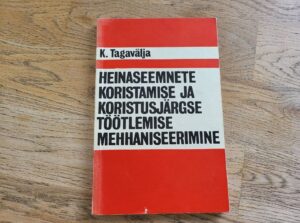 K. Tagavälja
HEINASEEMNETE
KORISTAMISE JA
KORISTUSJÄRGSE
TÖÖTLEMISE
MEHHANISEERIMINE